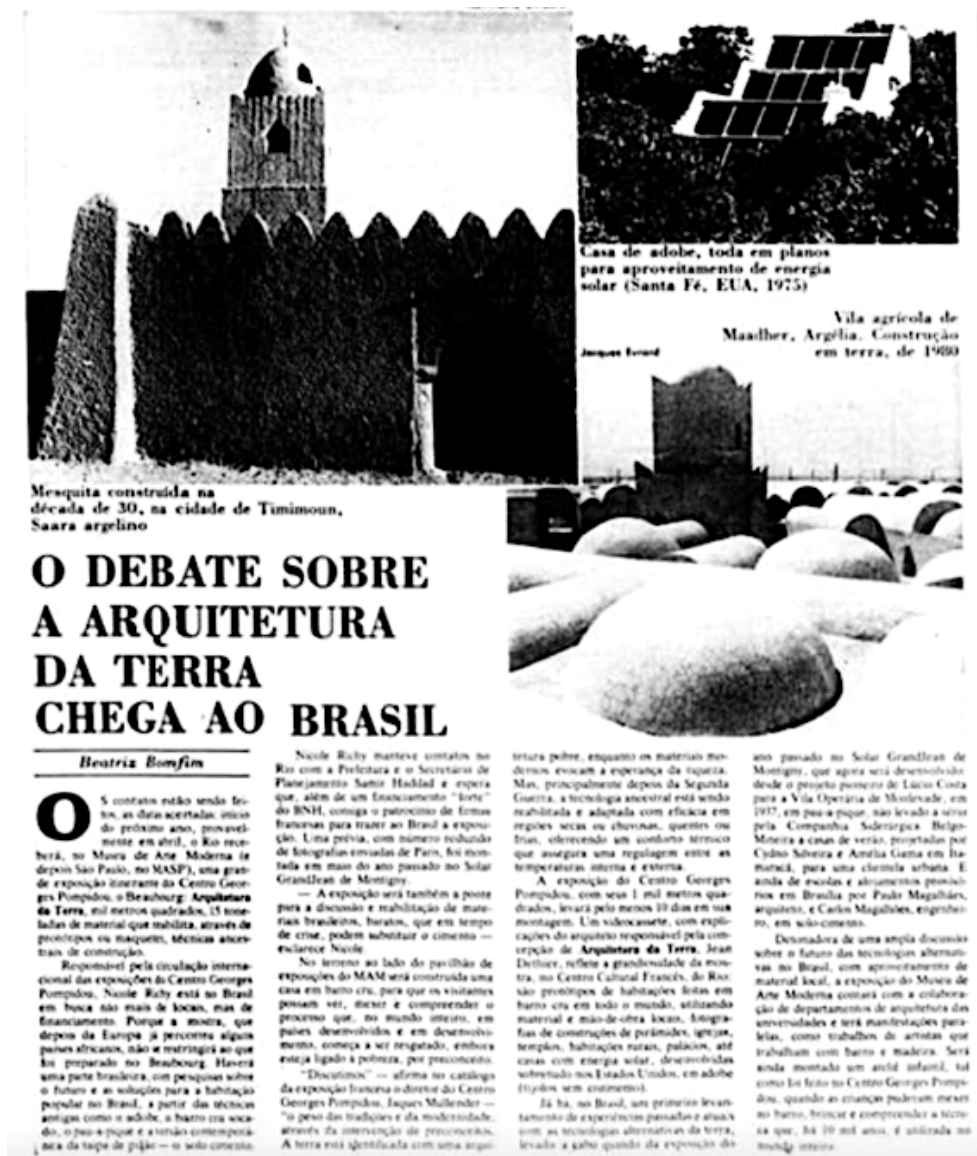 Casa de adobe, toda em planos
para aproveitamento de energia
solar (Santa Fé, EUA, 1975)
Vila agrícola de
Maadher, Argélia. Construção
em terra, de 1980
Jacques Evrard
Mesquita construída na
década de 30, na cidade de Timimoun,
Saara argelino
O DEBATE SOBRE
A ARQUITETURA
DA TERRA
CHEGA AO BRASIL
Beatriz Bomfim
OS contatos estão sendo fei-
tos, as datas acertadas: início
do próximo ano, provavel-
mente em abril, o Rio rece-
berá, no Museu de Arte Moderna (e
depois São Paulo, no MASP), uma gran-
de exposição itinerante do Centro Geor-
ges Pompidou, o Beaubourg: Arquitetura
da Terra, mil metros quadrados, 15 tone-
ladas de material que reabilita, através de
protótipos ou maquetes, técnicas ances-
trais de construção.
Responsável pela circulação interna-
cional das exposições do Centro Georges
Pompidou, Nicole Richy está no Brasil
em busca não mais de locais, mas de
financiamento. Porque a mostra, que
depois da Europa já percorreu alguns
países africanos, não se restringirá ao que
foi preparado no Beaubourg. Haverá
uma parte brasileira, com pesquisas sobre
o futuro e as soluções para a habitação
popular no Brasil, a partir das técnicas
antigas como o adobe, a barro soca-
do, o pau-a-pique e a versão contemporâ-
nea da taipa de pilão — o solo cimento.
Nicole Richy manteve contatos no
Rio com a Prefeitura e o Secretário de
Planejamento Samir Haddad e espera
que, além de um financiamento "forte"
do BNH, consiga o patrocínio de firmas
francesas para trazer ao Brasil a exposi-
ção. Uma prévia, com número reduzido
de fotografias enviadas de Paris, foi mon-
tada em maio do ano passado no Solar
GrandJean de Montigny.
— A exposição será também a ponte
para a discussão e reabilitação de mate-
riais brasileiros, baratos, que em tempo
de crise, podem substituir o cimento —
esclarece Nicole.
No terreno ao lado do pavilhão de
exposições do MAM será construída uma
casa em barro cru, para que os visitantes
possam ver, mexer e compreender o
processo que, no mundo inteiro, em
países desenvolvidos e em desenvolvi-
mento, começa a ser resgatado, embora
esteja ligado à pobreza, por preconceito.
"Discutimos" — afirma no catálogo
da exposição francesa o diretor do Centro
Georges Pompidou, Jaques Mullender —
"o peso das tradições e da modernidade,
através da intervenção de preconceitos.
A terra está identificada com uma arqui-
tetura pobre, enquanto os materiais mo-
dernos evocam a esperança da riqueza.
Mas, principalmente depois da Segunda
Guerra, a tecnologia ancestral está sendo
reabilitada e adaptada com eficácia em
regiões secas ou chuvosas, quentes ou
frias, oferecendo um conforto térmico
que assegura uma regulagem entre as
temperaturas interna e externa.
A exposição do Centro Georges
Pompidou, com seus 1 mil metros qua-
drados, levará pelo menos 10 dias em sua
montagem. Um videocassete, com expli-
cações do arquiteto responsável pela con-
cepção de Arquitetura da Terra, Jean
Dethier, reflete a grandiosidade da mos-
tra, no Centro Cultural Francês, do Rio:
são protótipos de habitações feitas em
barro cru em todo o mundo, utilizando
material e mão-de-obra locais, fotogra-
fias de construções de pirâmides, igrejas,
templos, habitações rurais, palácios, até
casas com energia solar, desenvolvidas
sobretudo nos Estados Unidos, em adobe
(tijolos sem cozimento).
Já há, no Brasil, um primeiro levan-
tamento de experiências passadas e atuais
com as tecnologias alternativas da terra,
levado a cabo quando da exposição do
ano passado no Solar GrandJean de
Montigny, que agora será desenvolvido:
desde o projeto pioneiro de Lúcio Costa
para a Vila Operária de Monlevade, em
1937, em pau-a-pique, não levado a sério
pela Companhia Siderúrgica Belgo-
Mineira a casas de verão, projetadas por
Cydno Silveira e Amélia Gama em Ita-
maracá, para uma clientela urbana. E
ainda de escolas e alojamentos provisó-
rios em Brasília por Paulo Magalhães,
arquiteto, e Carlos Magalhães, engenhei-
ro, em solo-cimento.
Detonadora de uma ampla discussão
sobre o futuro das tecnologias alternati-
vas no Brasil, com aproveitamento de
material local, a exposição do Museu de
Arte Moderna contará com a colabora-
ção de departamentos de arquitetura das
universidades e terá manifestações para-
lelas, como trabalhos de artistas que
trabalham com barro e madeira. Será
ainda montado um ateliê infantil, tal
como foi feito no Centro Georges Pompi-
dou, quando as crianças puderam mexer
no barro, brincar e compreender a técni-
ca que, há 10 mil anos, é utilizada no
mundo inteiro.